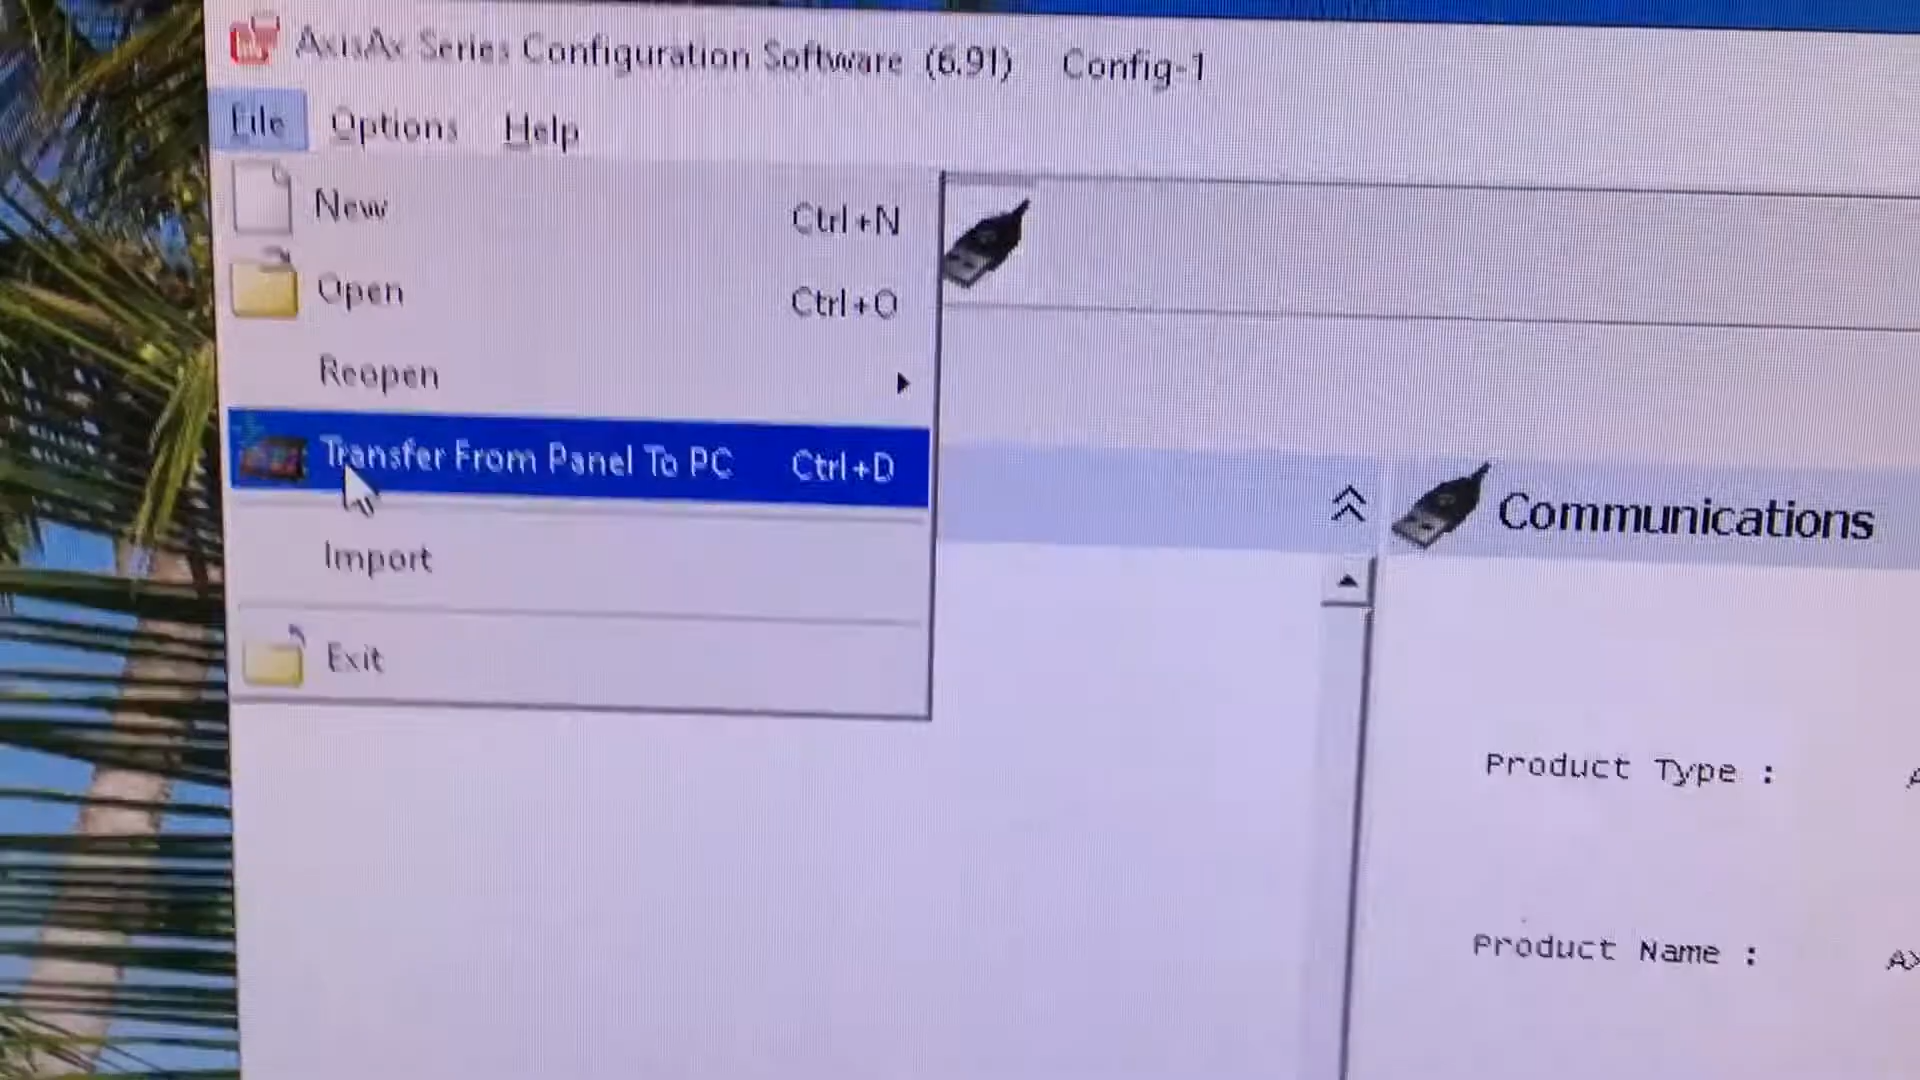 AxisAx Series Configuration Software (6.91) Config-1
File Options Help
New Ctrl+N
Open Ctrl+O
Reopen
Transfer From Panel To PC Ctrl+D
Import
Exit
Communications
Product Type :
Product Name :